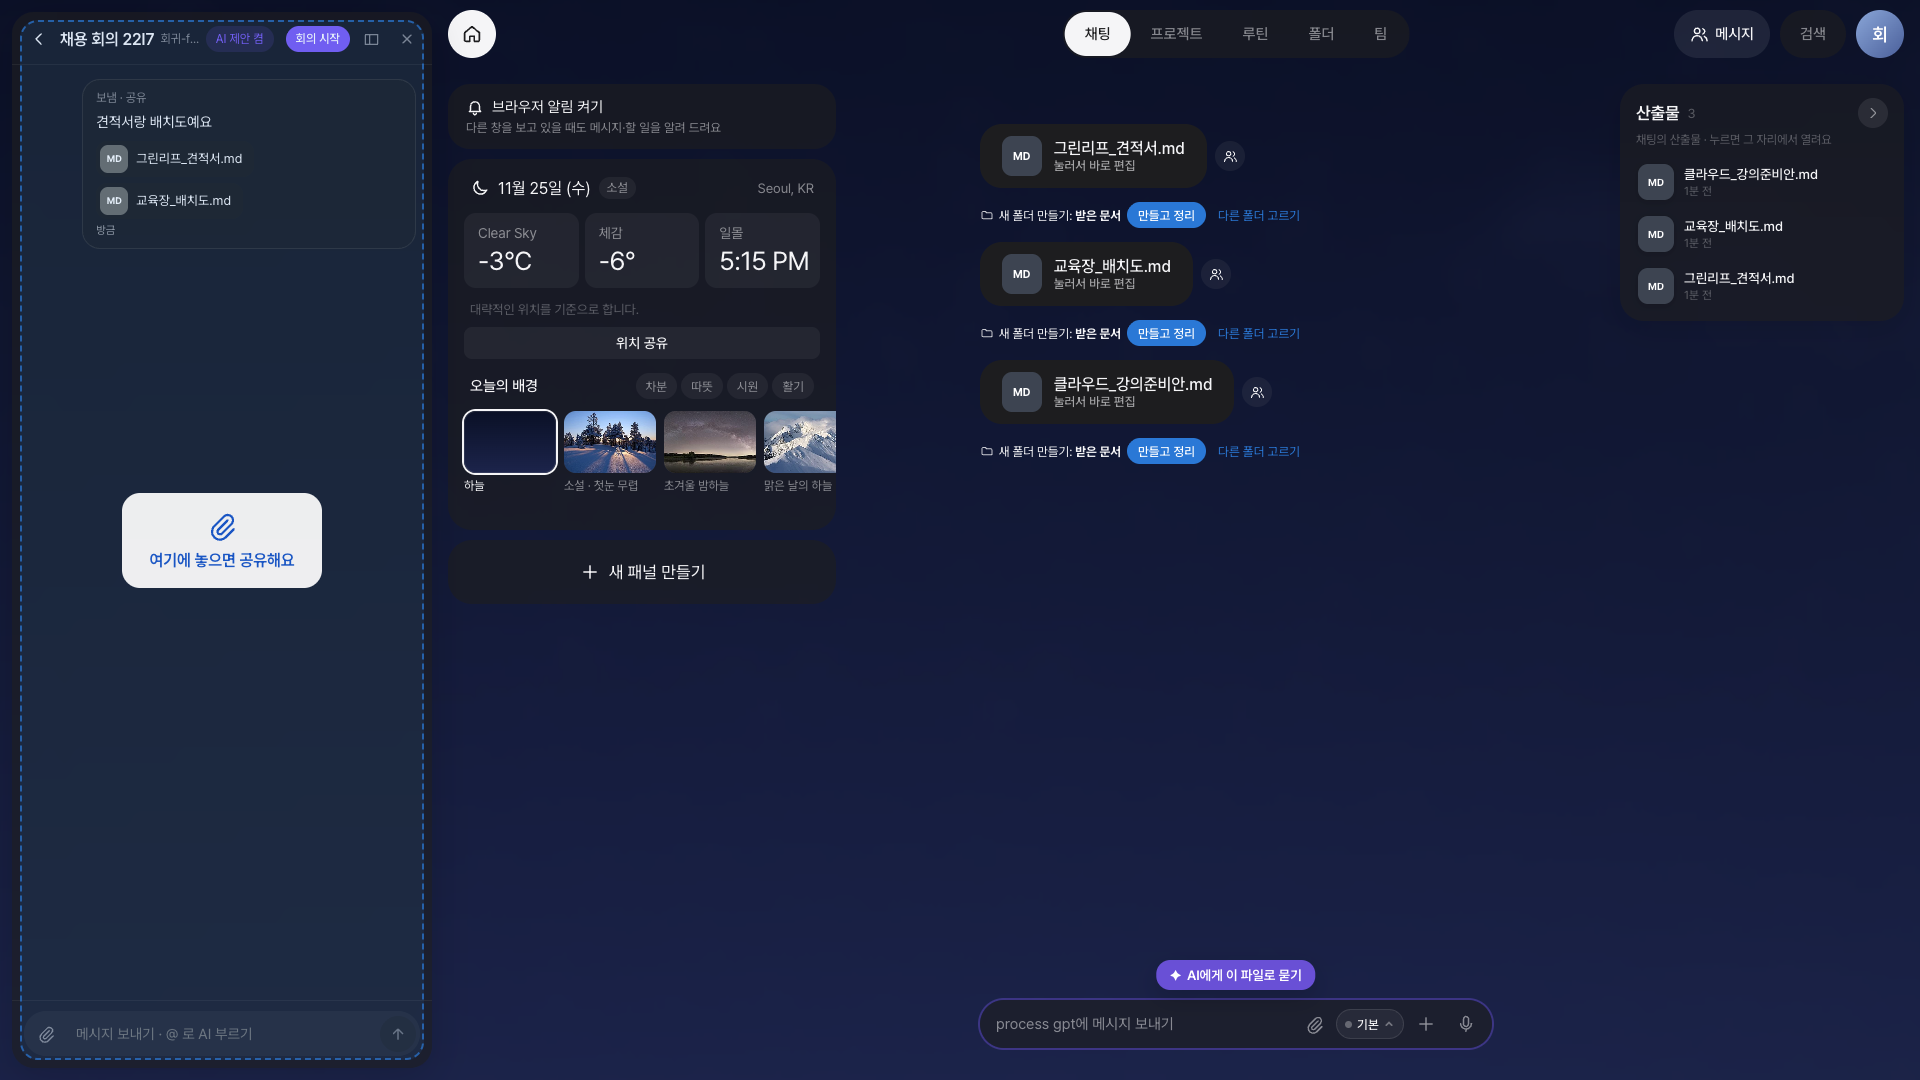 채용 회의 22l7 회귀-f... AI 제안 켬 회의 시작
보냄 · 공유
견적서랑 배치도예요
MD 그린리프_견적서.md
MD 교육장_배치도.md
방금
여기에 놓으면 공유해요
메시지 보내기 · @ 로 AI 부르기
브라우저 알림 켜기
다른 창을 보고 있을 때도 메시지·할 일을 알려 드려요
11월 25일 (수) 소설 Seoul, KR
Clear Sky 체감 일몰
-3°C -6° 5:15 PM
대략적인 위치를 기준으로 합니다.
위치 공유
오늘의 배경 차분 따뜻 시원 활기
하늘 소설 · 첫눈 무렵 초겨울 밤하늘 맑은 날의 하늘
새 패널 만들기
채팅 프로젝트 루틴 폴더 팀
메시지 검색 회
MD 그린리프_견적서.md
눌러서 바로 편집
새 폴더 만들기: 받은 문서 만들고 정리 다른 폴더 고르기
MD 교육장_배치도.md
눌러서 바로 편집
새 폴더 만들기: 받은 문서 만들고 정리 다른 폴더 고르기
MD 클라우드_강의준비안.md
눌러서 바로 편집
새 폴더 만들기: 받은 문서 만들고 정리 다른 폴더 고르기
AI에게 이 파일로 묻기
process gpt에 메시지 보내기 기본
산출물 3
채팅의 산출물 · 누르면 그 자리에서 열려요
MD 클라우드_강의준비안.md
1분 전
MD 교육장_배치도.md
1분 전
MD 그린리프_견적서.md
1분 전